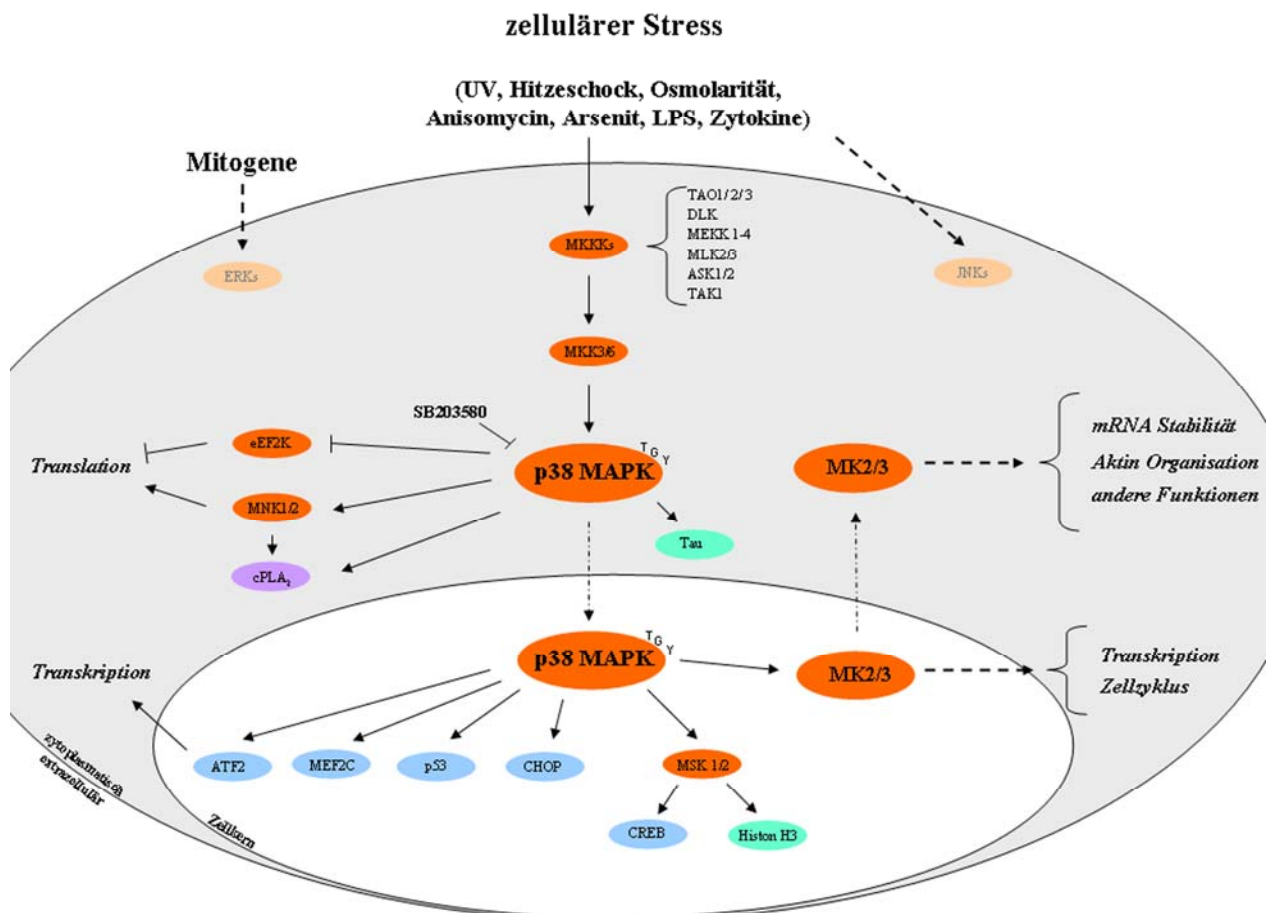 zellulärer Stress
(UV, Hitzeschock, Osmolarität,
Anisomycin, Arsenit, LPS, Zytokine)
Mitogene
TAO1/2/3
DLK
MEKK 1-4
MLK2/3
ASK1/2
TAK1
MKKKs
ERKs
JNKs
MKK3/6
SB203580
eEF2K
Translation
MNK1/2
cPLA2
p38 MAPK
T G Y
Tau
MK2/3
mRNA Stabilität
Aktin Organisation
andere Funktionen
p38 MAPK
T G Y
MK2/3
Transkription
Zellzyklus
Transkription
ATF2
MEF2C
p53
CHOP
MSK 1/2
CREB
Histon H3
zytoplasmatisch
extrazellulär
Zellkern